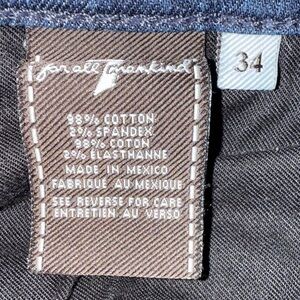 for all 7 mankind
34
98% COTTON
2% SPANDEX
98% COTON
2% ELASTHANNE
MADE IN MEXICO
FABRIQUE AU MEXIQUE
SEE REVERSE FOR CARE
ENTRETIEN AU VERSO